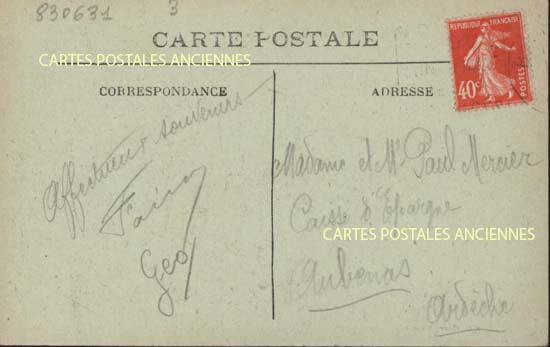 830631
3
CARTES POSTALES ANCIENNES
CARTE POSTALE
REPUBLIQUE FRANÇAISE
40c
POSTES
CORRESPONDANCE
ADRESSE
Affectueux souvenirs
Geo
Madame et Mr Paul Mercier
Caisse d'Epargne
CARTES POSTALES ANCIENNES
Aubenas
Ardèche